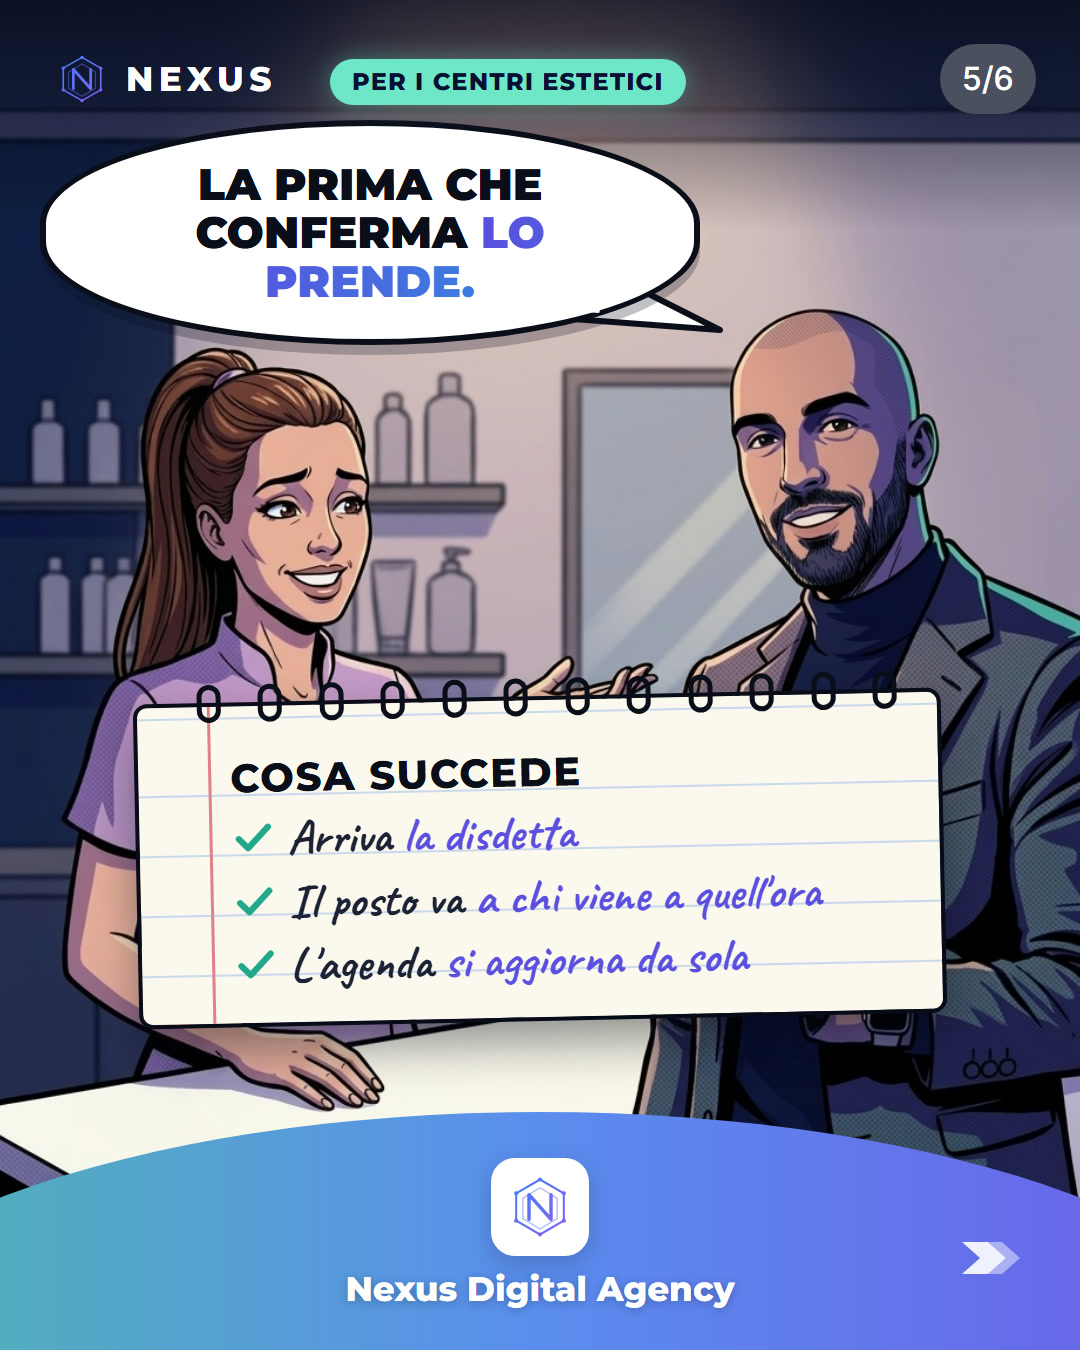 NEXUS
PER I CENTRI ESTETICI
5/6
LA PRIMA CHE
CONFERMA LO
PRENDE.
COSA SUCCEDE
Arriva la disdetta
Il posto va a chi viene a quell'ora
L'agenda si aggiorna da sola
Nexus Digital Agency